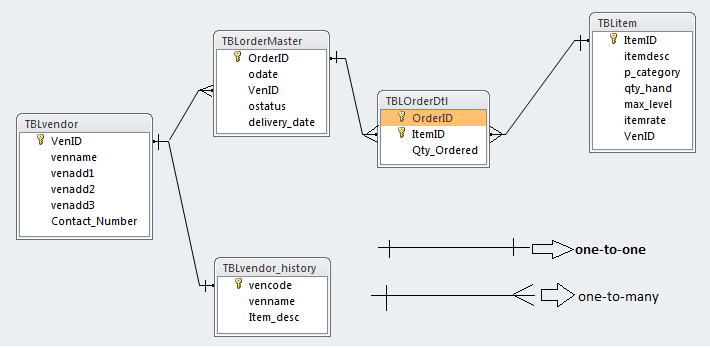 TBLorderMaster
OrderID
odate
VenID
ostatus
delivery_date
TBLitem
ItemID
itemdesc
p_category
qty_hand
max_level
itemrate
VenID
TBLOrderDtl
OrderID
ItemID
Qty_Ordered
TBLvendor
VenID
venname
venadd1
venadd2
venadd3
Contact_Number
TBLvendor_history
vencode
venname
Item_desc
one-to-one
one-to-many